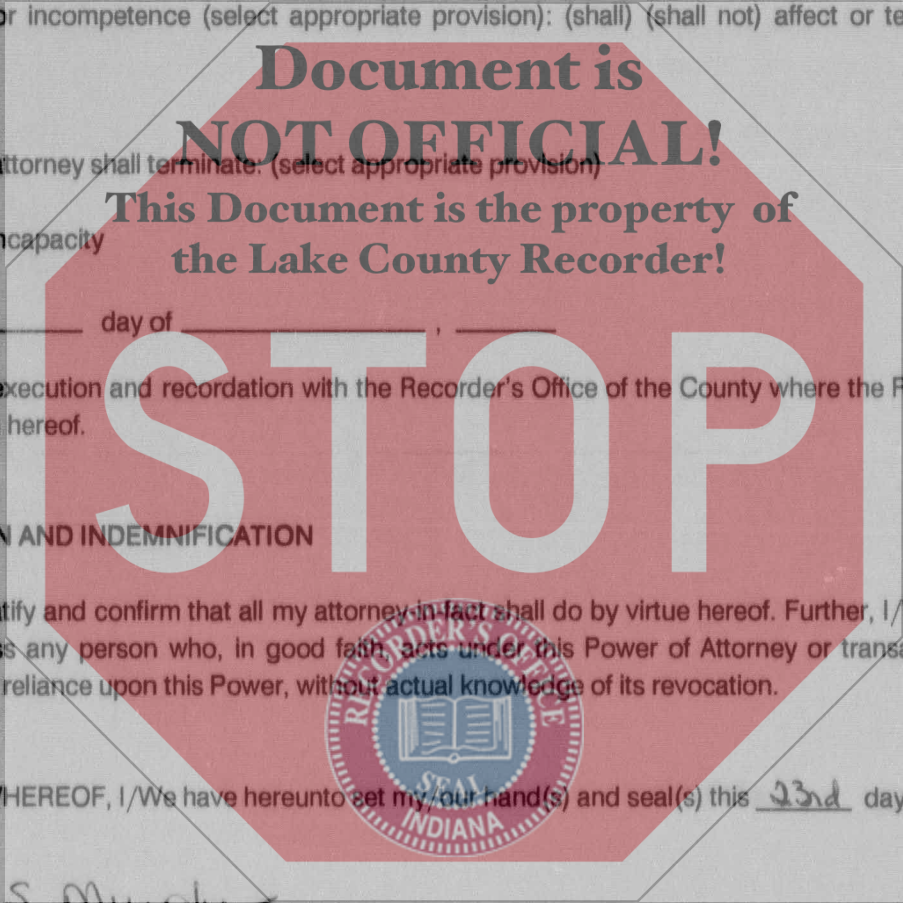 or incompetence (select appropriate provision): (shall) (shall not) affect or te
Document is
NOT OFFICIAL!
ttorney shall terminate: (select appropriate provision)
This Document is the property of
ncapacity
the Lake County Recorder!
day of ,
STOP
execution and recordation with the Recorder's Office of the County where the R
hereof.
N AND INDEMNIFICATION
tify and confirm that all my attorney-in-fact shall do by virtue hereof. Further, I/
s any person who, in good faith, acts under this Power of Attorney or transa
reliance upon this Power, without actual knowledge of its revocation.
RECORDER'S OFFICE
SEAL
INDIANA
HEREOF, I/We have hereunto set my/our hand(s) and seal(s) this 23rd day
S.